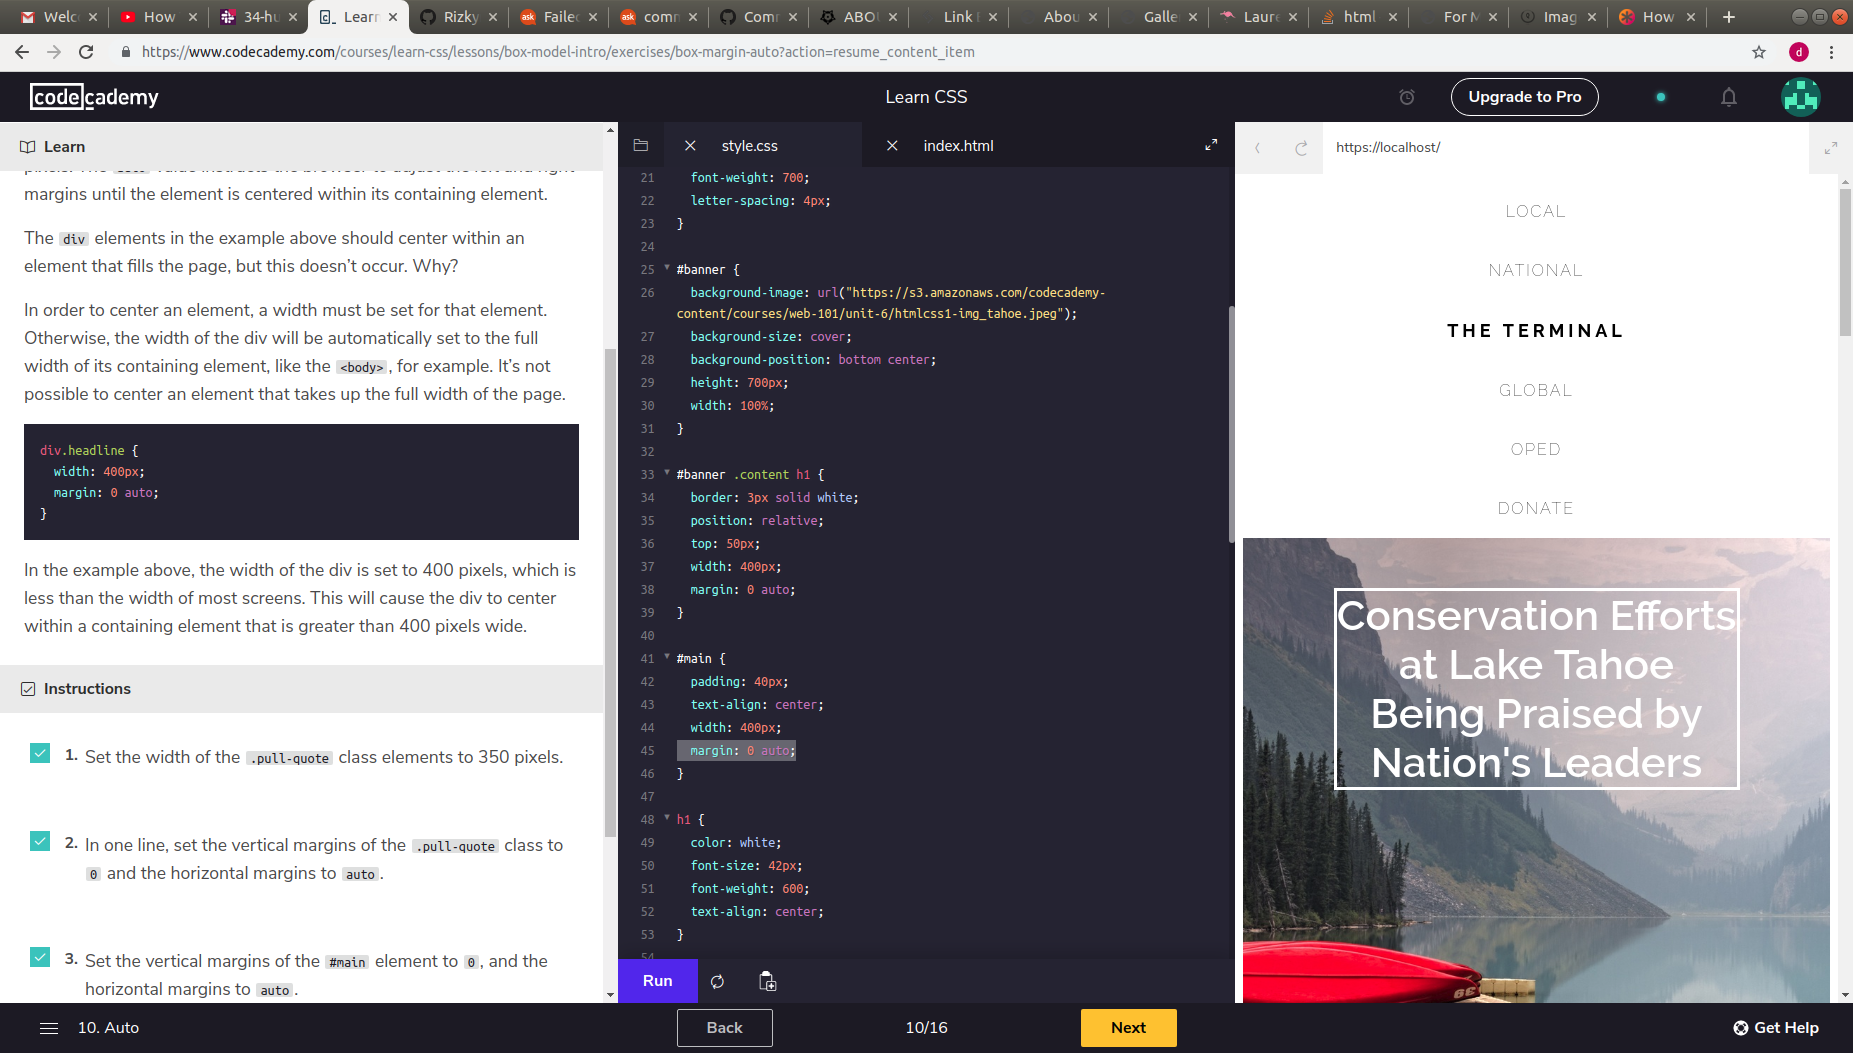 Welc
How
34-hu
Learn
Rizky
Failed
comm
Comm
ABOU
Link
Abou
Galle
Laure
html
For M
Imag
How
https://www.codecademy.com/courses/learn-css/lessons/box-model-intro/exercises/box-margin-auto?action=resume_content_item
d
codecademy
Learn CSS
Upgrade to Pro
Learn
margins until the element is centered within its containing element.
The div elements in the example above should center within an
element that fills the page, but this doesn't occur. Why?
In order to center an element, a width must be set for that element.
Otherwise, the width of the div will be automatically set to the full
width of its containing element, like the <body>, for example. It's not
possible to center an element that takes up the full width of the page.
div.headline {
width: 400px;
margin: 0 auto;
}
In the example above, the width of the div is set to 400 pixels, which is
less than the width of most screens. This will cause the div to center
within a containing element that is greater than 400 pixels wide.
Instructions
1. Set the width of the .pull-quote class elements to 350 pixels.
2. In one line, set the vertical margins of the .pull-quote class to
0 and the horizontal margins to auto.
3. Set the vertical margins of the #main element to 0, and the
horizontal margins to auto.
style.css
index.html
21 font-weight: 700;
22 letter-spacing: 4px;
23 }
24
25 #banner {
26 background-image: url("https://s3.amazonaws.com/codecademy-
content/courses/web-101/unit-6/htmlcss1-img_tahoe.jpeg");
27 background-size: cover;
28 background-position: bottom center;
29 height: 700px;
30 width: 100%;
31 }
32
33 #banner .content h1 {
34 border: 3px solid white;
35 position: relative;
36 top: 50px;
37 width: 400px;
38 margin: 0 auto;
39 }
40
41 #main {
42 padding: 40px;
43 text-align: center;
44 width: 400px;
45 margin: 0 auto;
46 }
47
48 h1 {
49 color: white;
50 font-size: 42px;
51 font-weight: 600;
52 text-align: center;
53 }
54
Run
https://localhost/
LOCAL
NATIONAL
THE TERMINAL
GLOBAL
OPED
DONATE
Conservation Efforts
at Lake Tahoe
Being Praised by
Nation's Leaders
10. Auto
Back
10/16
Next
Get Help